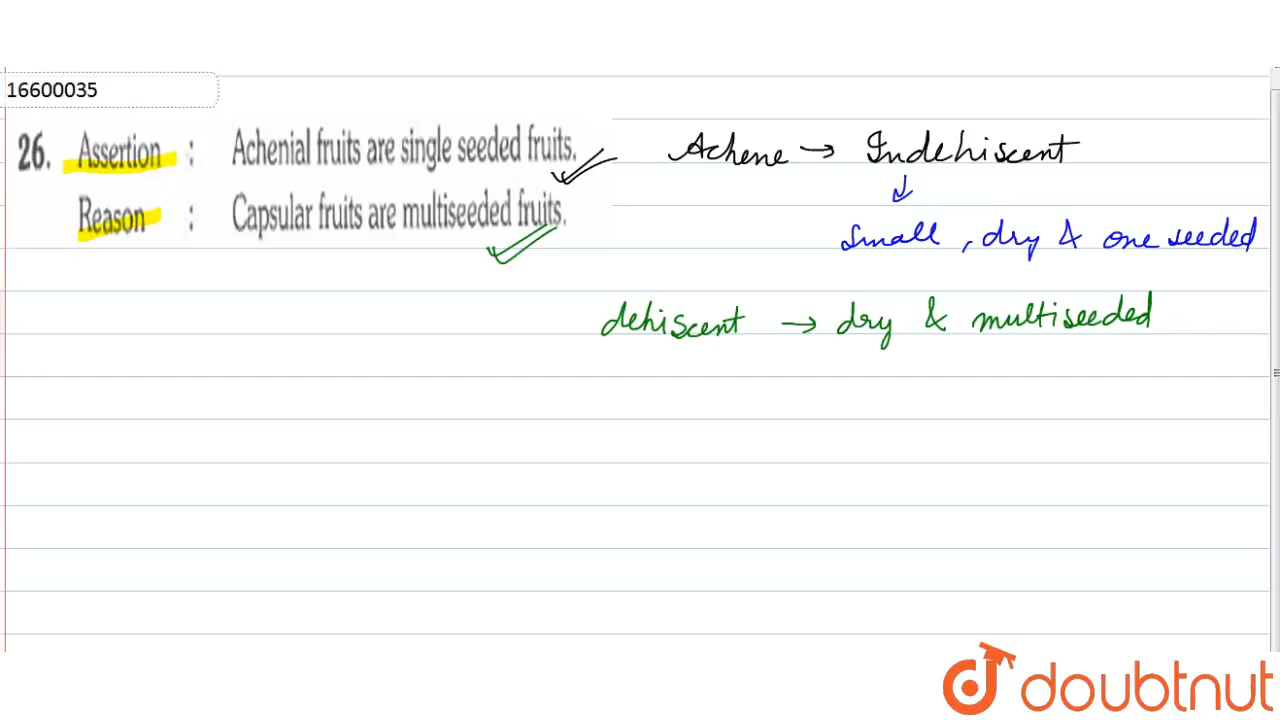 16600035
26. Assertion : Achenial fruits are single seeded fruits.
Reason : Capsular fruits are multiseeded fruits.
Achene → Indehiscent
↓
Small, dry & one seeded
dehiscent → dry & multiseeded
doubtnut